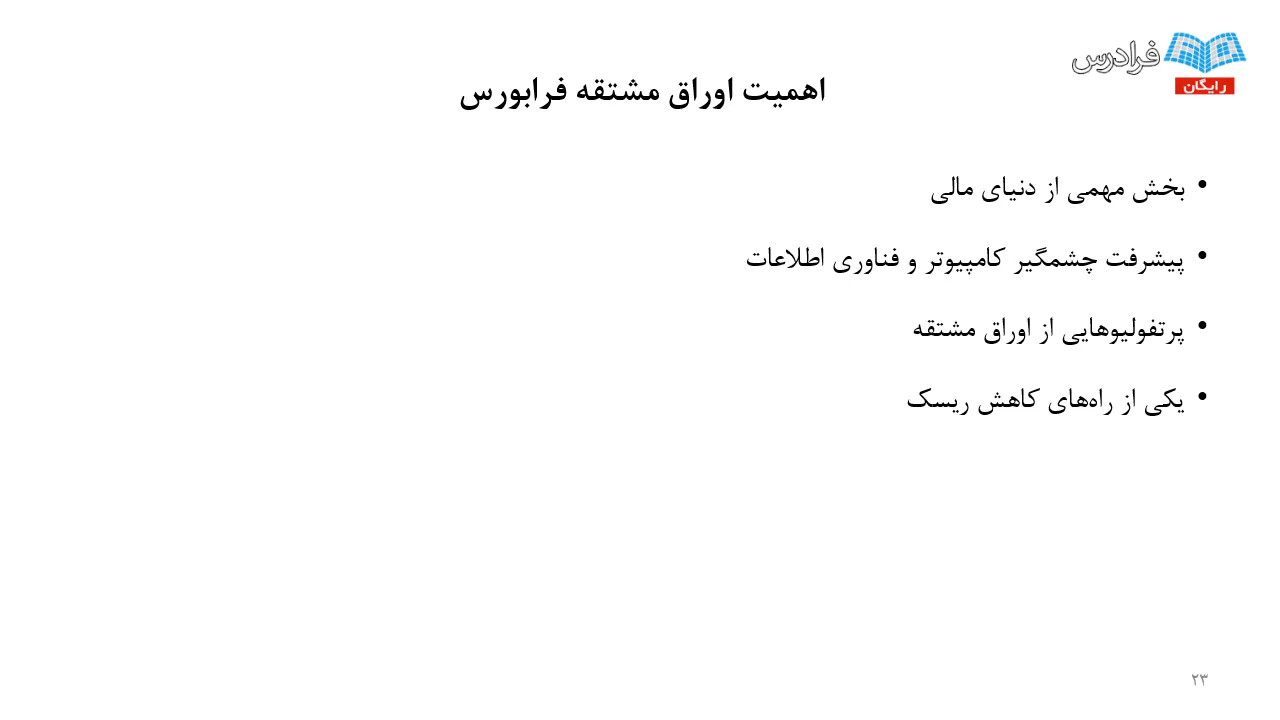 فرادرس
رایگان
اهمیت اوراق مشتقه فرابورس
• بخش مهمی از دنیای مالی
• پیشرفت چشمگیر کامپیوتر و فناوری اطلاعات
• پرتفولیوهایی از اوراق مشتقه
• یکی از راه‌های کاهش ریسک
۲۳